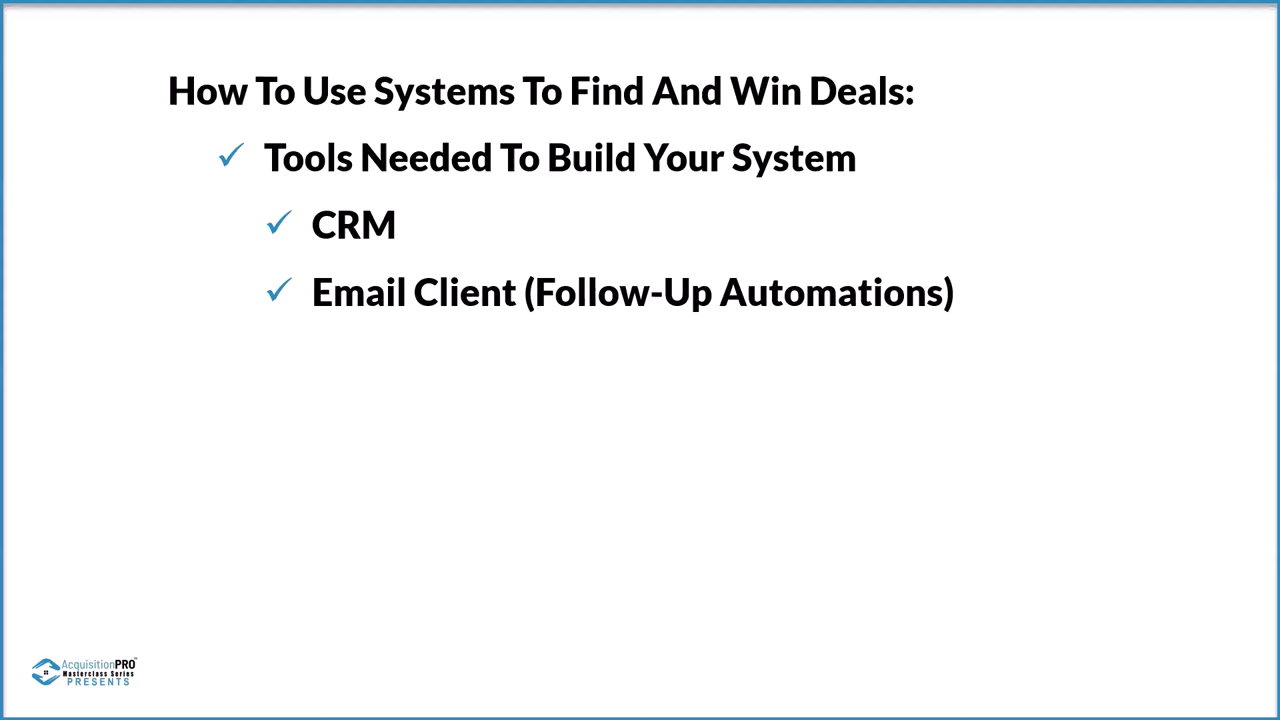 How To Use Systems To Find And Win Deals:
Tools Needed To Build Your System
CRM
Email Client (Follow-Up Automations)
AcquisitionPRO™
Masterclass Series
PRESENTS